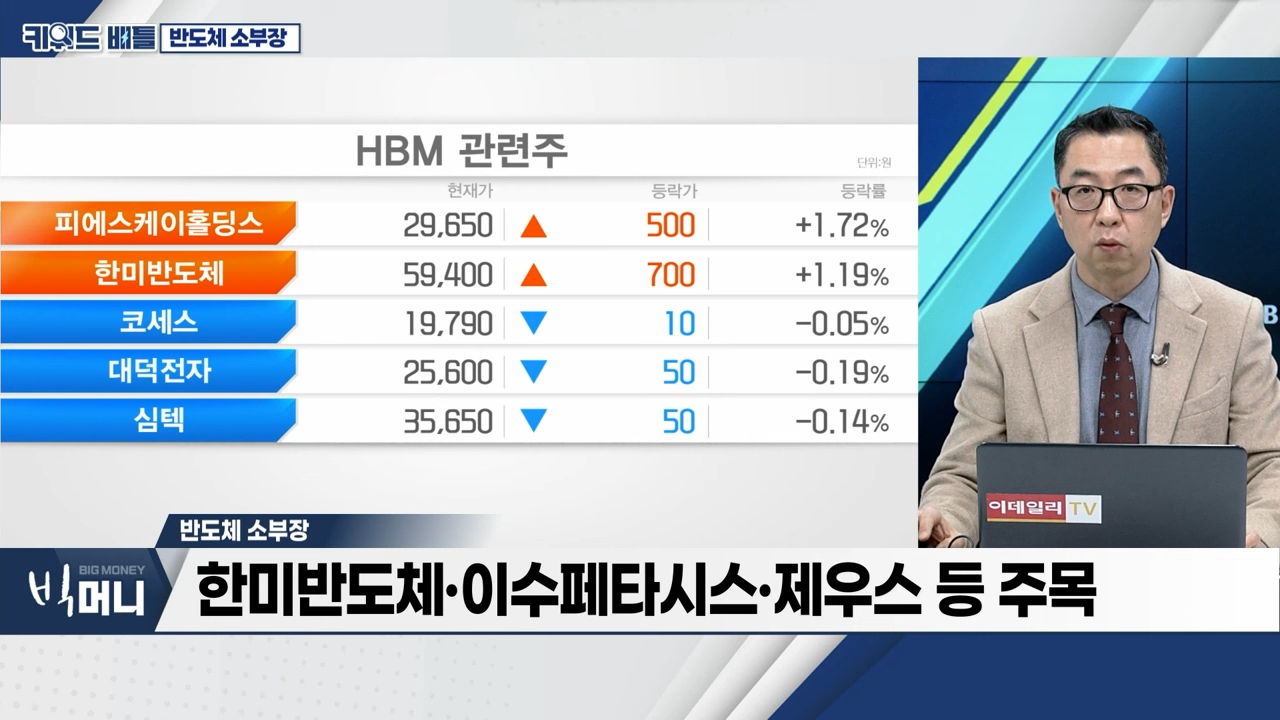 키워드 배틀 반도체 소부장
HBM 관련주
단위:원
현재가 등락가 등락률
피에스케이홀딩스 29,650 ▲ 500 +1.72%
한미반도체 59,400 ▲ 700 +1.19%
코세스 19,790 ▼ 10 -0.05%
대덕전자 25,600 ▼ 50 -0.19%
심텍 35,650 ▼ 50 -0.14%
B
이데일리 TV
반도체 소부장
BIG MONEY
빅머니
한미반도체·이수페타시스·제우스 등 주목